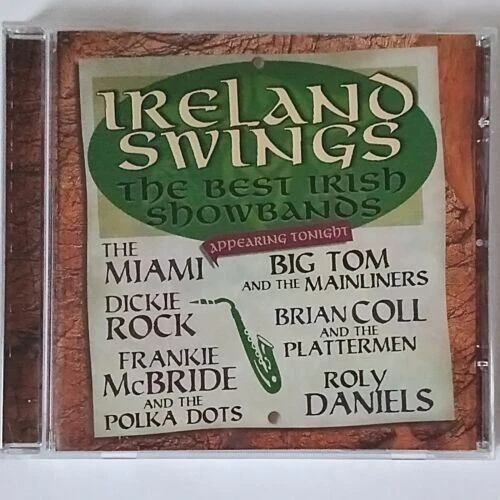 IRELAND
SWINGS
THE BEST IRISH
SHOWBANDS
APPEARING TONIGHT
THE
MIAMI
DICKIE
ROCK
FRANKIE
McBRIDE
AND THE
POLKA DOTS
BIG TOM
AND THE MAINLINERS
BRIAN COLL
AND THE
PLATTERMEN
ROLY
DANIELS